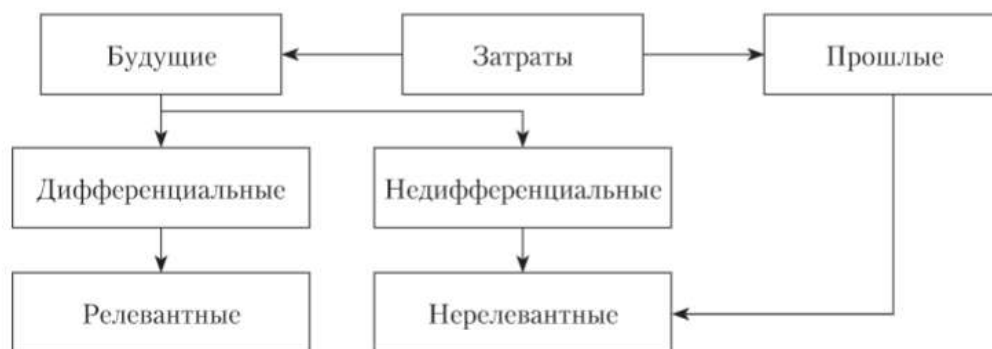 Будущие
Затраты
Прошлые
Дифференциальные
Недифференциальные
Релевантные
Нерелевантные